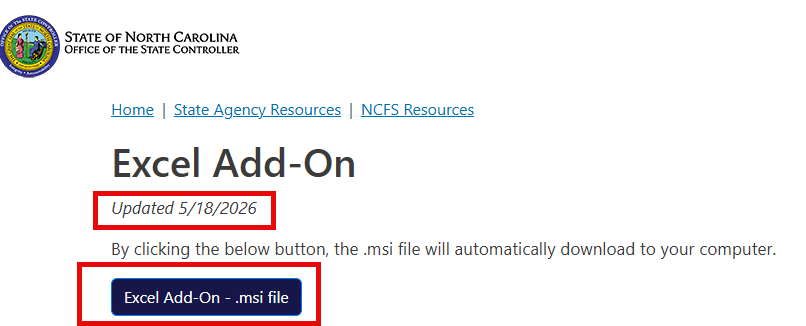 STATE OF NORTH CAROLINA
OFFICE OF THE STATE CONTROLLER
Home | State Agency Resources | NCFS Resources
Excel Add-On
Updated 5/18/2026
By clicking the below button, the .msi file will automatically download to your computer.
Excel Add-On - .msi file